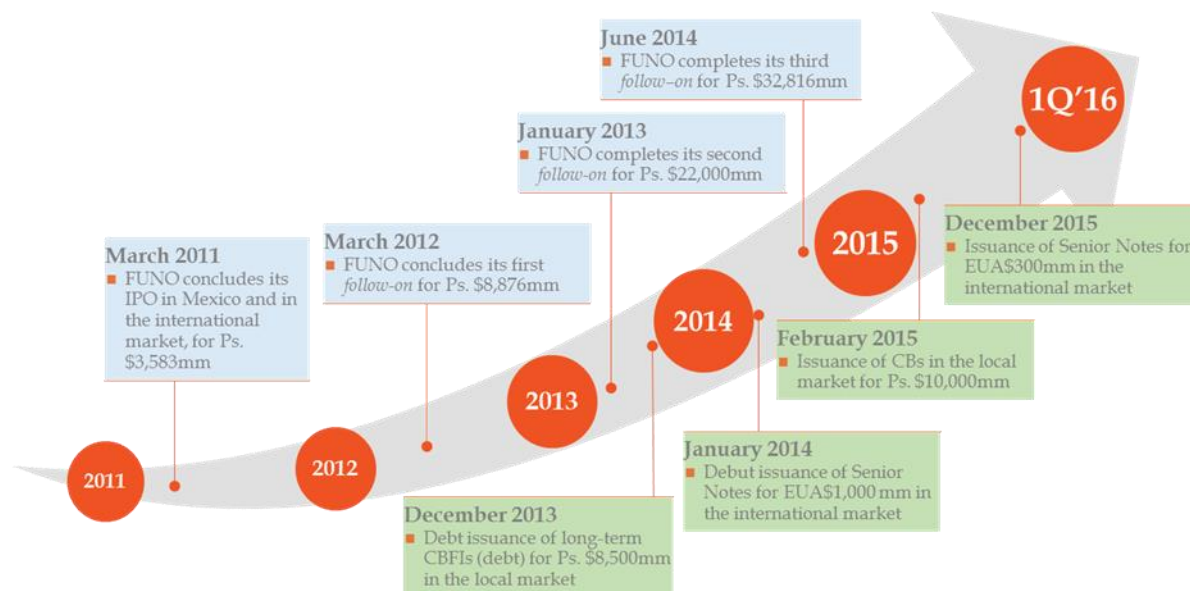 June 2014
▪ FUNO completes its third
follow–on for Ps. $32,816mm
1Q’16
January 2013
▪ FUNO completes its second
follow-on for Ps. $22,000mm
March 2012
▪ FUNO concludes its first
follow-on for Ps. $8,876mm
March 2011
▪ FUNO concludes its
IPO in Mexico and in
the international
market, for Ps.
$3,583mm
2015
December 2015
▪ Issuance of Senior Notes for
EUA$300mm in the
international market
2014
February 2015
▪ Issuance of CBs in the local
market for Ps. $10,000mm
2013
January 2014
▪ Debut issuance of Senior
Notes for EUA$1,000 mm in
the international market
2012
2011
December 2013
▪ Debt issuance of long-term
CBFIs (debt) for Ps. $8,500mm
in the local market